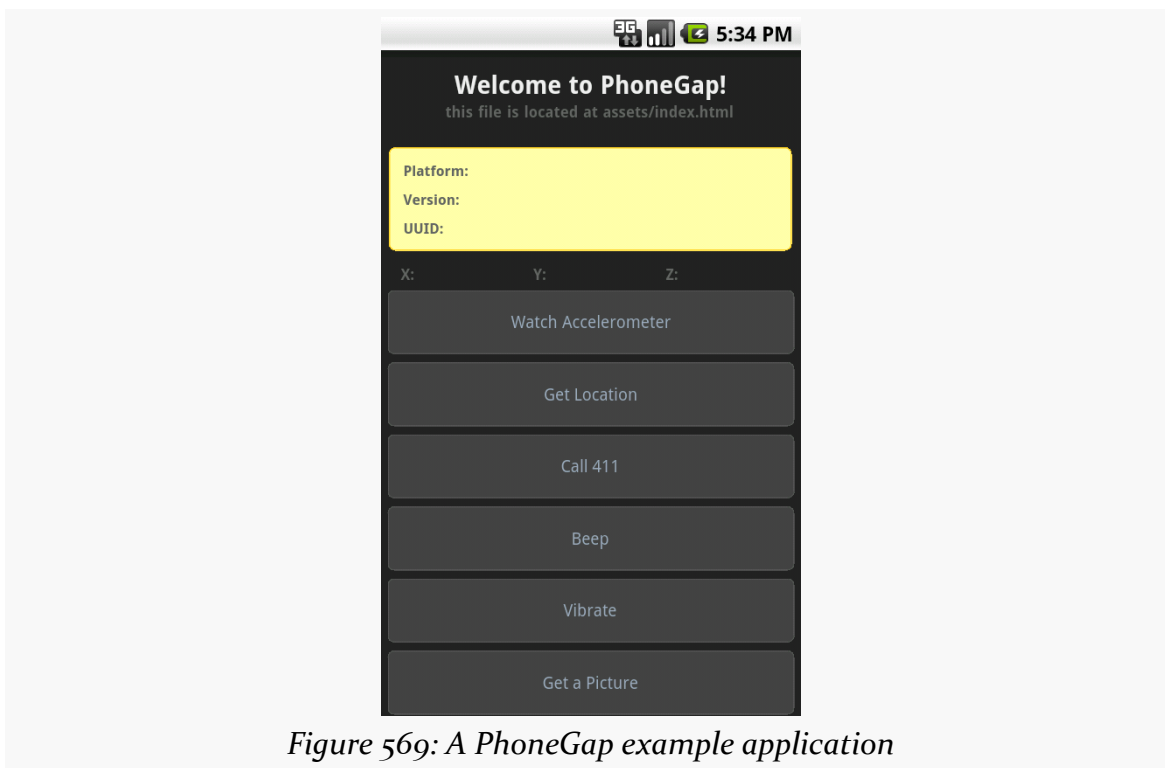 3G 5:34 PM
Welcome to PhoneGap!
this file is located at assets/index.html
Platform:
Version:
UUID:
X: Y: Z:
Watch Accelerometer
Get Location
Call 411
Beep
Vibrate
Get a Picture
Figure 569: A PhoneGap example application